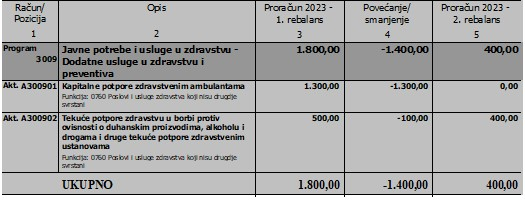 Račun/ Opis Proračun 2023 - Povećanje/ Proračun 2023 -
Pozicija 1. rebalans smanjenje 2. rebalans
1 2 3 4 5
Program Javne potrebe i usluge u zdravstvu - 1.800,00 -1.400,00 400,00
3009 Dodatne usluge u zdravstvu i
preventiva
Akt. A300901 Kapitalne potpore zdravstvenim ambulantama 1.300,00 -1.300,00 0,00
Funkcija: 0760 Poslovi i usluge zdravstva koji nisu drugdje
svrstani
Akt. A300902 Tekuće potpore zdravstvu u borbi protiv 500,00 -100,00 400,00
ovisnosti o duhanskim proizvodima, alkoholu i
drogama i druge tekuće potpore zdravstvenim
ustanovama
Funkcija: 0760 Poslovi i usluge zdravstva koji nisu drugdje
svrstani
UKUPNO 1.800,00 -1.400,00 400,00